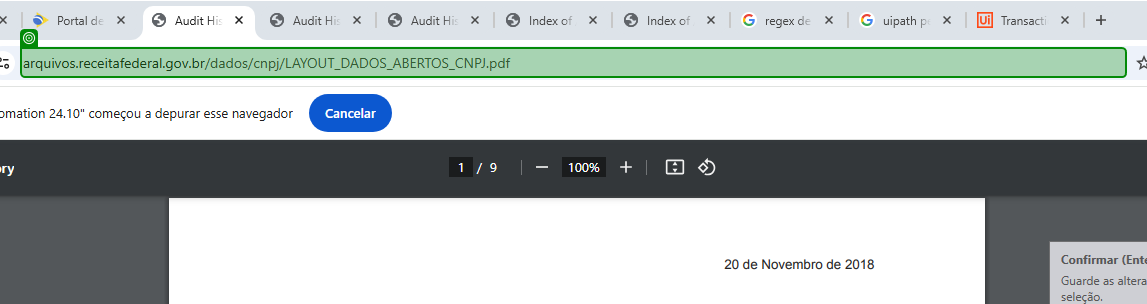 Portal de
Audit His
Audit His
Audit His
Index of
Index of
regex de
uipath pe
Ui
Transacti
arquivos.receitafederal.gov.br/dados/cnpj/LAYOUT_DADOS_ABERTOS_CNPJ.pdf
omation 24.10" começou a depurar esse navegador
Cancelar
ory
1 / 9
100%
20 de Novembro de 2018
Confirmar (Ente
Guarde as altera
seleção.